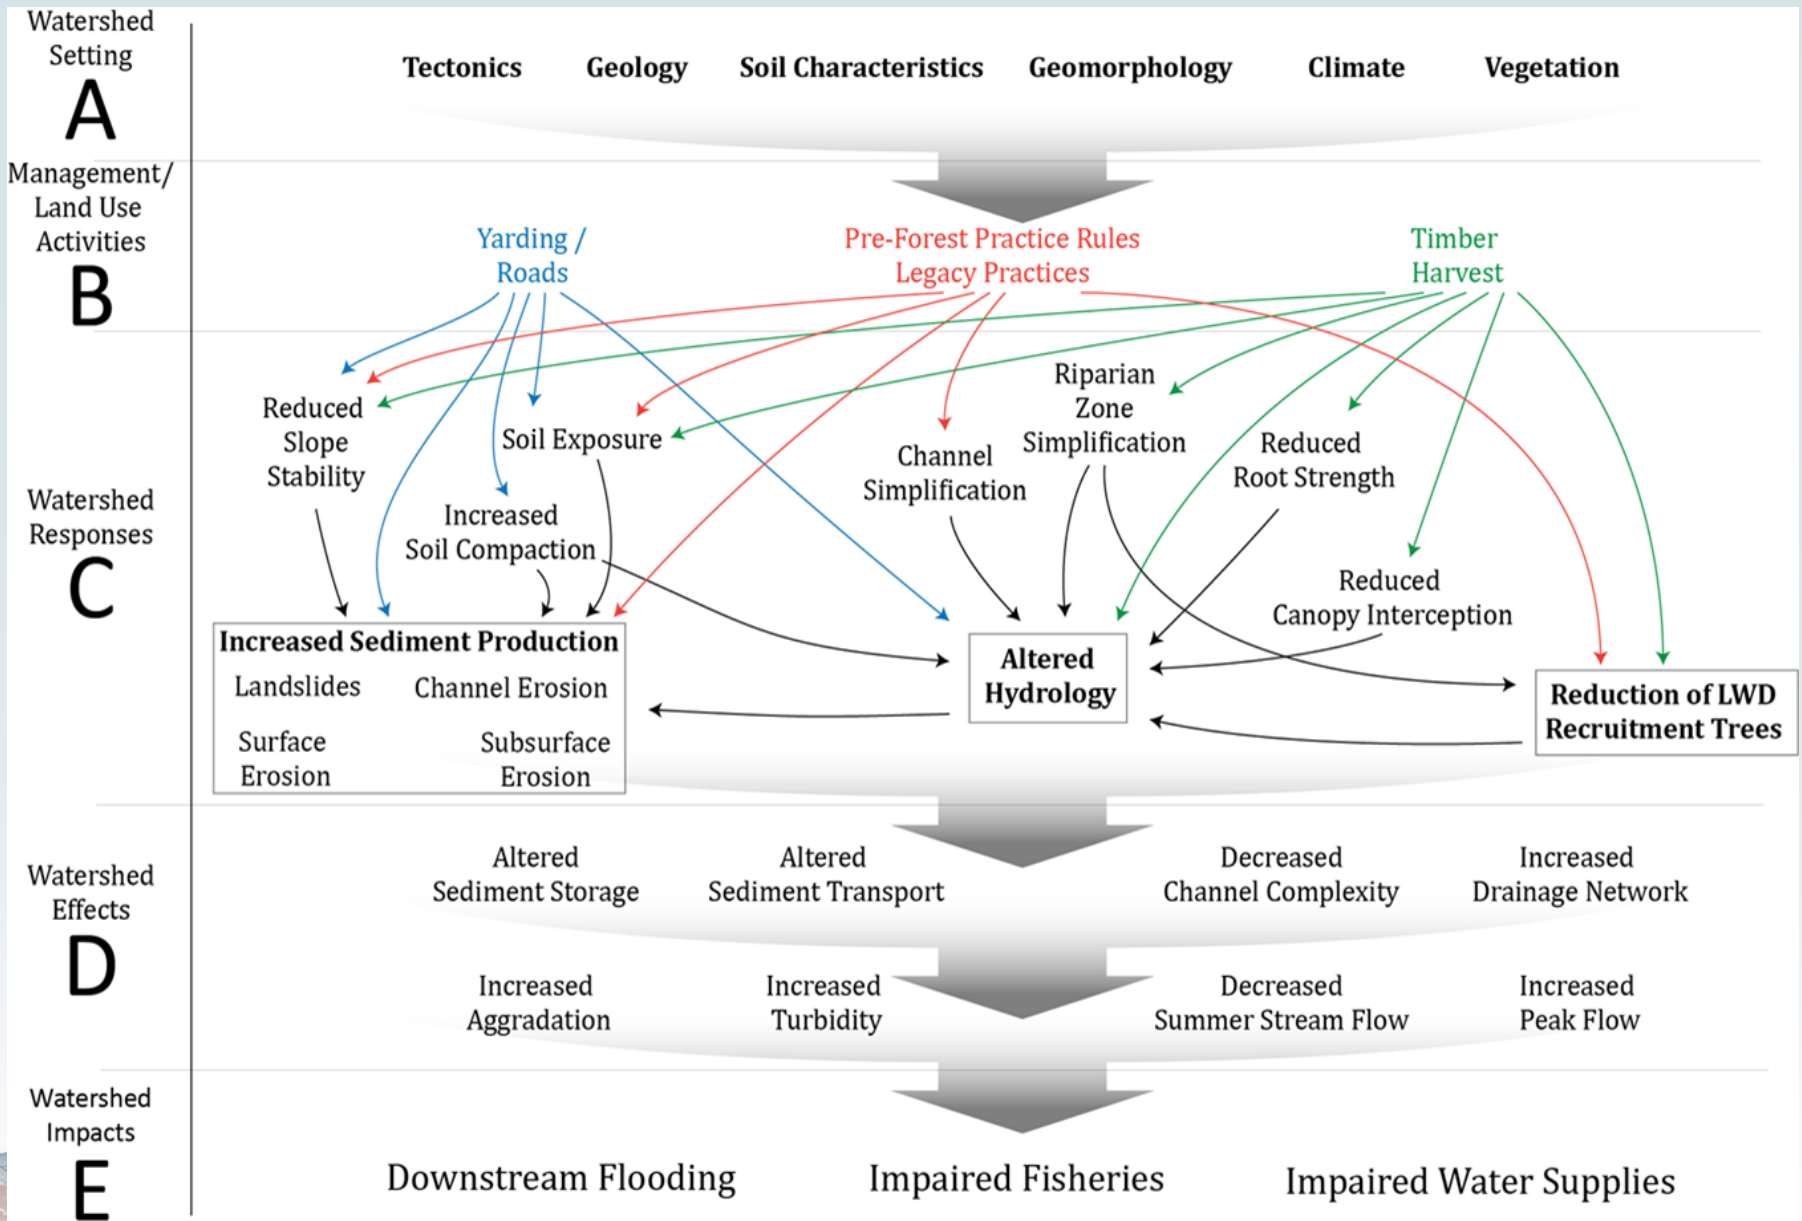 Watershed
Setting
A
Tectonics
Geology
Soil Characteristics
Geomorphology
Climate
Vegetation
Management/
Land Use
Activities
B
Yarding /
Roads
Pre-Forest Practice Rules
Legacy Practices
Timber
Harvest
Watershed
Responses
C
Reduced
Slope
Stability
Soil Exposure
Increased
Soil Compaction
Channel
Simplification
Riparian
Zone
Simplification
Reduced
Root Strength
Reduced
Canopy Interception
Increased Sediment Production
Landslides
Channel Erosion
Surface
Erosion
Subsurface
Erosion
Altered
Hydrology
Reduction of LWD
Recruitment Trees
Watershed
Effects
D
Altered
Sediment Storage
Altered
Sediment Transport
Decreased
Channel Complexity
Increased
Drainage Network
Increased
Aggradation
Increased
Turbidity
Decreased
Summer Stream Flow
Increased
Peak Flow
Watershed
Impacts
E
Downstream Flooding
Impaired Fisheries
Impaired Water Supplies